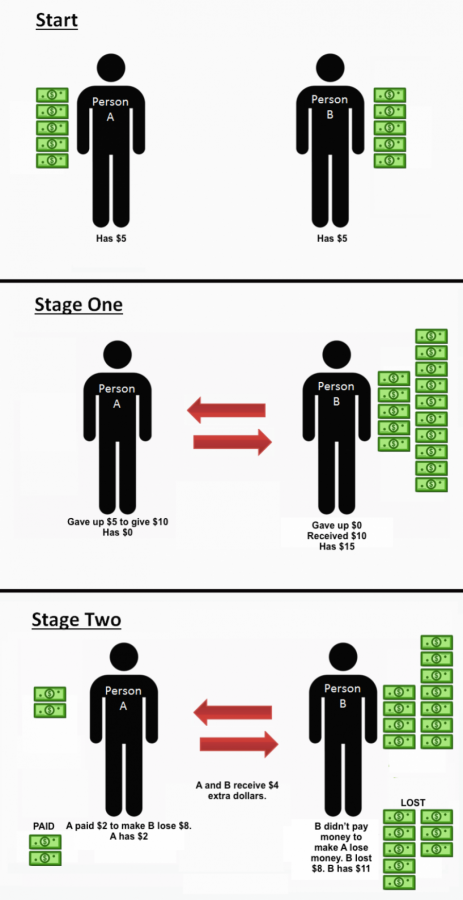 Start
Person
A
Person
B
Has $5
Has $5
Stage One
Person
A
Person
B
Gave up $5 to give $10
Has $0
Gave up $0
Received $10
Has $15
Stage Two
Person
A
Person
B
A and B receive $4
extra dollars.
PAID
A paid $2 to make B lose $8.
A has $2
B didn't pay
money to
make A lose
money. B lost
$8. B has $11
LOST